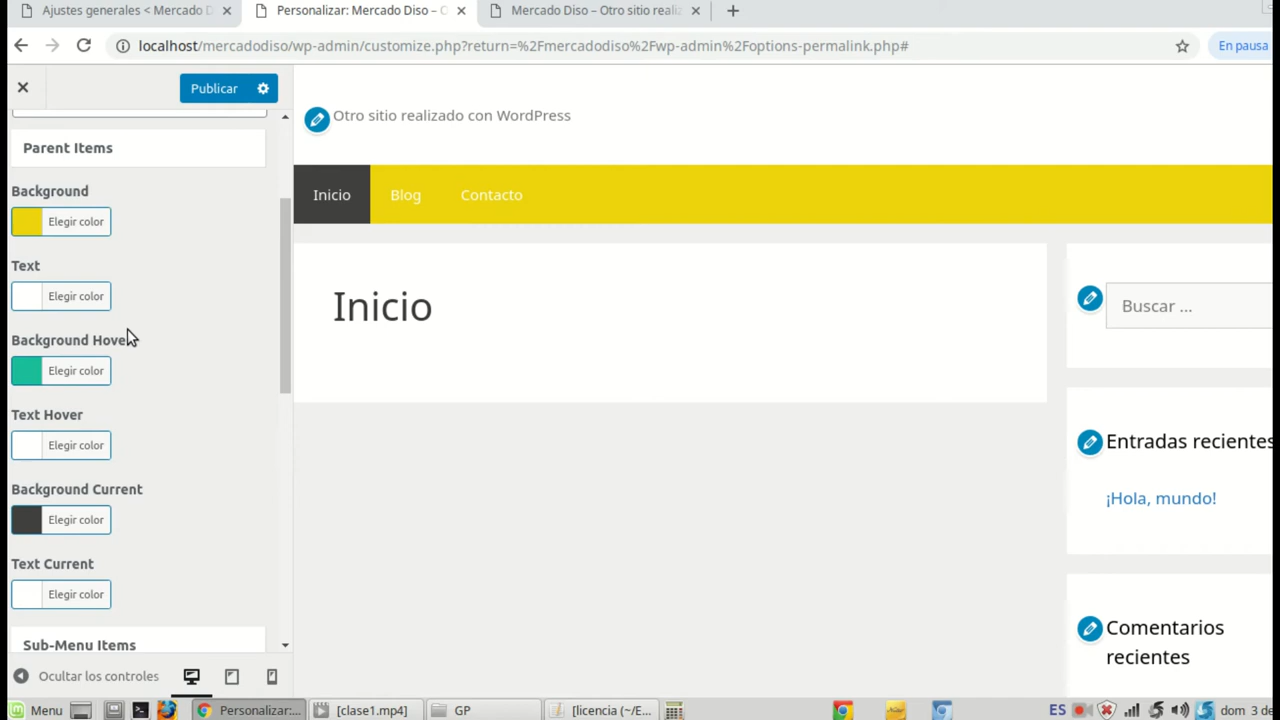 Ajustes generales < Mercado D
Personalizar: Mercado Diso – O
Mercado Diso – Otro sitio realiz
localhost/mercadodiso/wp-admin/customize.php?return=%2Fmercadodiso%2Fwp-admin%2Foptions-permalink.php#
En pausa
Publicar
Otro sitio realizado con WordPress
Parent Items
Inicio
Blog
Contacto
Background
Elegir color
Text
Elegir color
Background Hover
Elegir color
Text Hover
Elegir color
Background Current
Elegir color
Text Current
Elegir color
Sub-Menu Items
Ocultar los controles
Inicio
Buscar ...
Entradas recientes
¡Hola, mundo!
Comentarios
recientes
Menu
Personalizar:...
[clase1.mp4]
GP
[licencia (~/E...
ES
dom 3 de